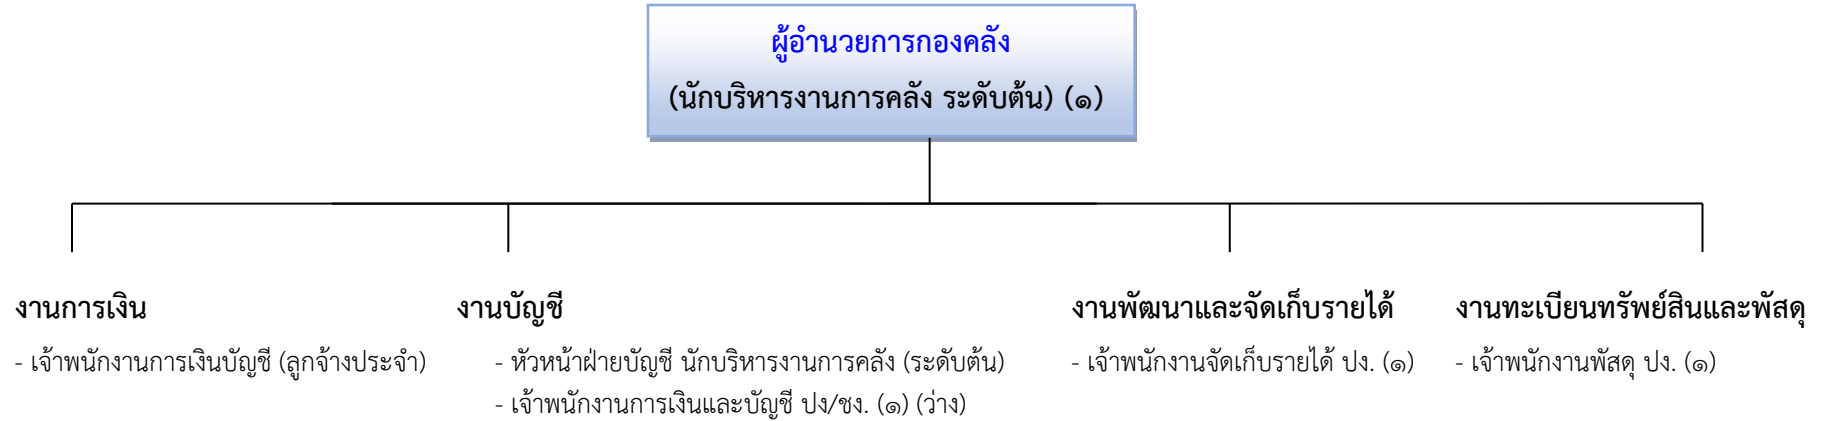 ผู้อำนวยการกองคลัง
(นักบริหารงานการคลัง ระดับต้น) (๑)
งานการเงิน
- เจ้าพนักงานการเงินบัญชี (ลูกจ้างประจำ)
งานบัญชี
- หัวหน้าฝ่ายบัญชี นักบริหารงานการคลัง (ระดับต้น)
- เจ้าพนักงานการเงินและบัญชี ปง/ชง. (๑) (ว่าง)
งานพัฒนาและจัดเก็บรายได้
- เจ้าพนักงานจัดเก็บรายได้ ปง. (๑)
งานทะเบียนทรัพย์สินและพัสดุ
- เจ้าพนักงานพัสดุ ปง. (๑)